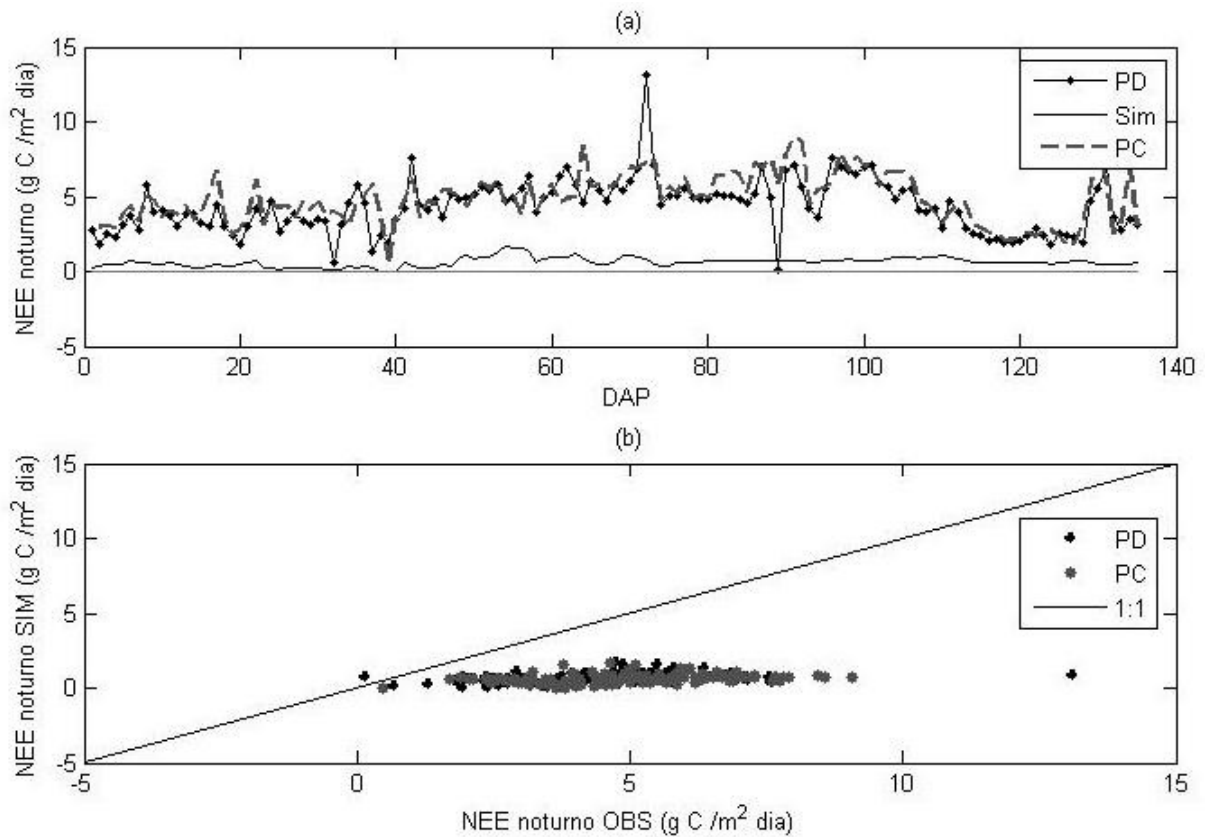 (a)
NEE noturno (g C /m² dia)
15
10
5
0
-5
PD
Sim
PC
0 20 40 60 80 100 120 140
DAP
(b)
NEE noturno SIM (g C /m² dia)
15
10
5
0
-5
PD
PC
1:1
-5 0 5 10 15
NEE noturno OBS (g C /m² dia)